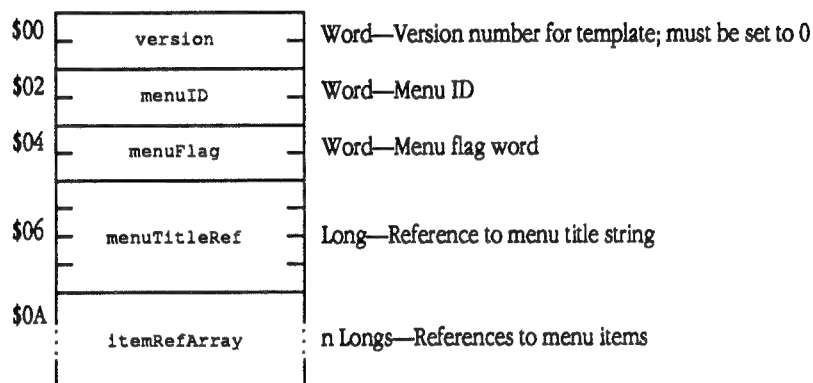 $00 version Word—Version number for template; must be set to 0
$02 menuID Word—Menu ID
$04 menuFlag Word—Menu flag word
$06 menuTitleRef Long—Reference to menu title string
$0A
itemRefArray n Longs—References to menu items